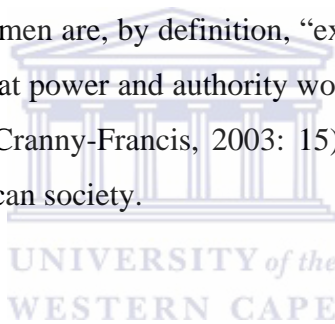 men are, by definition, “ex
at power and authority wo
Cranny-Francis, 2003: 15)
can society.
UNIVERSITY of the
WESTERN CAPE